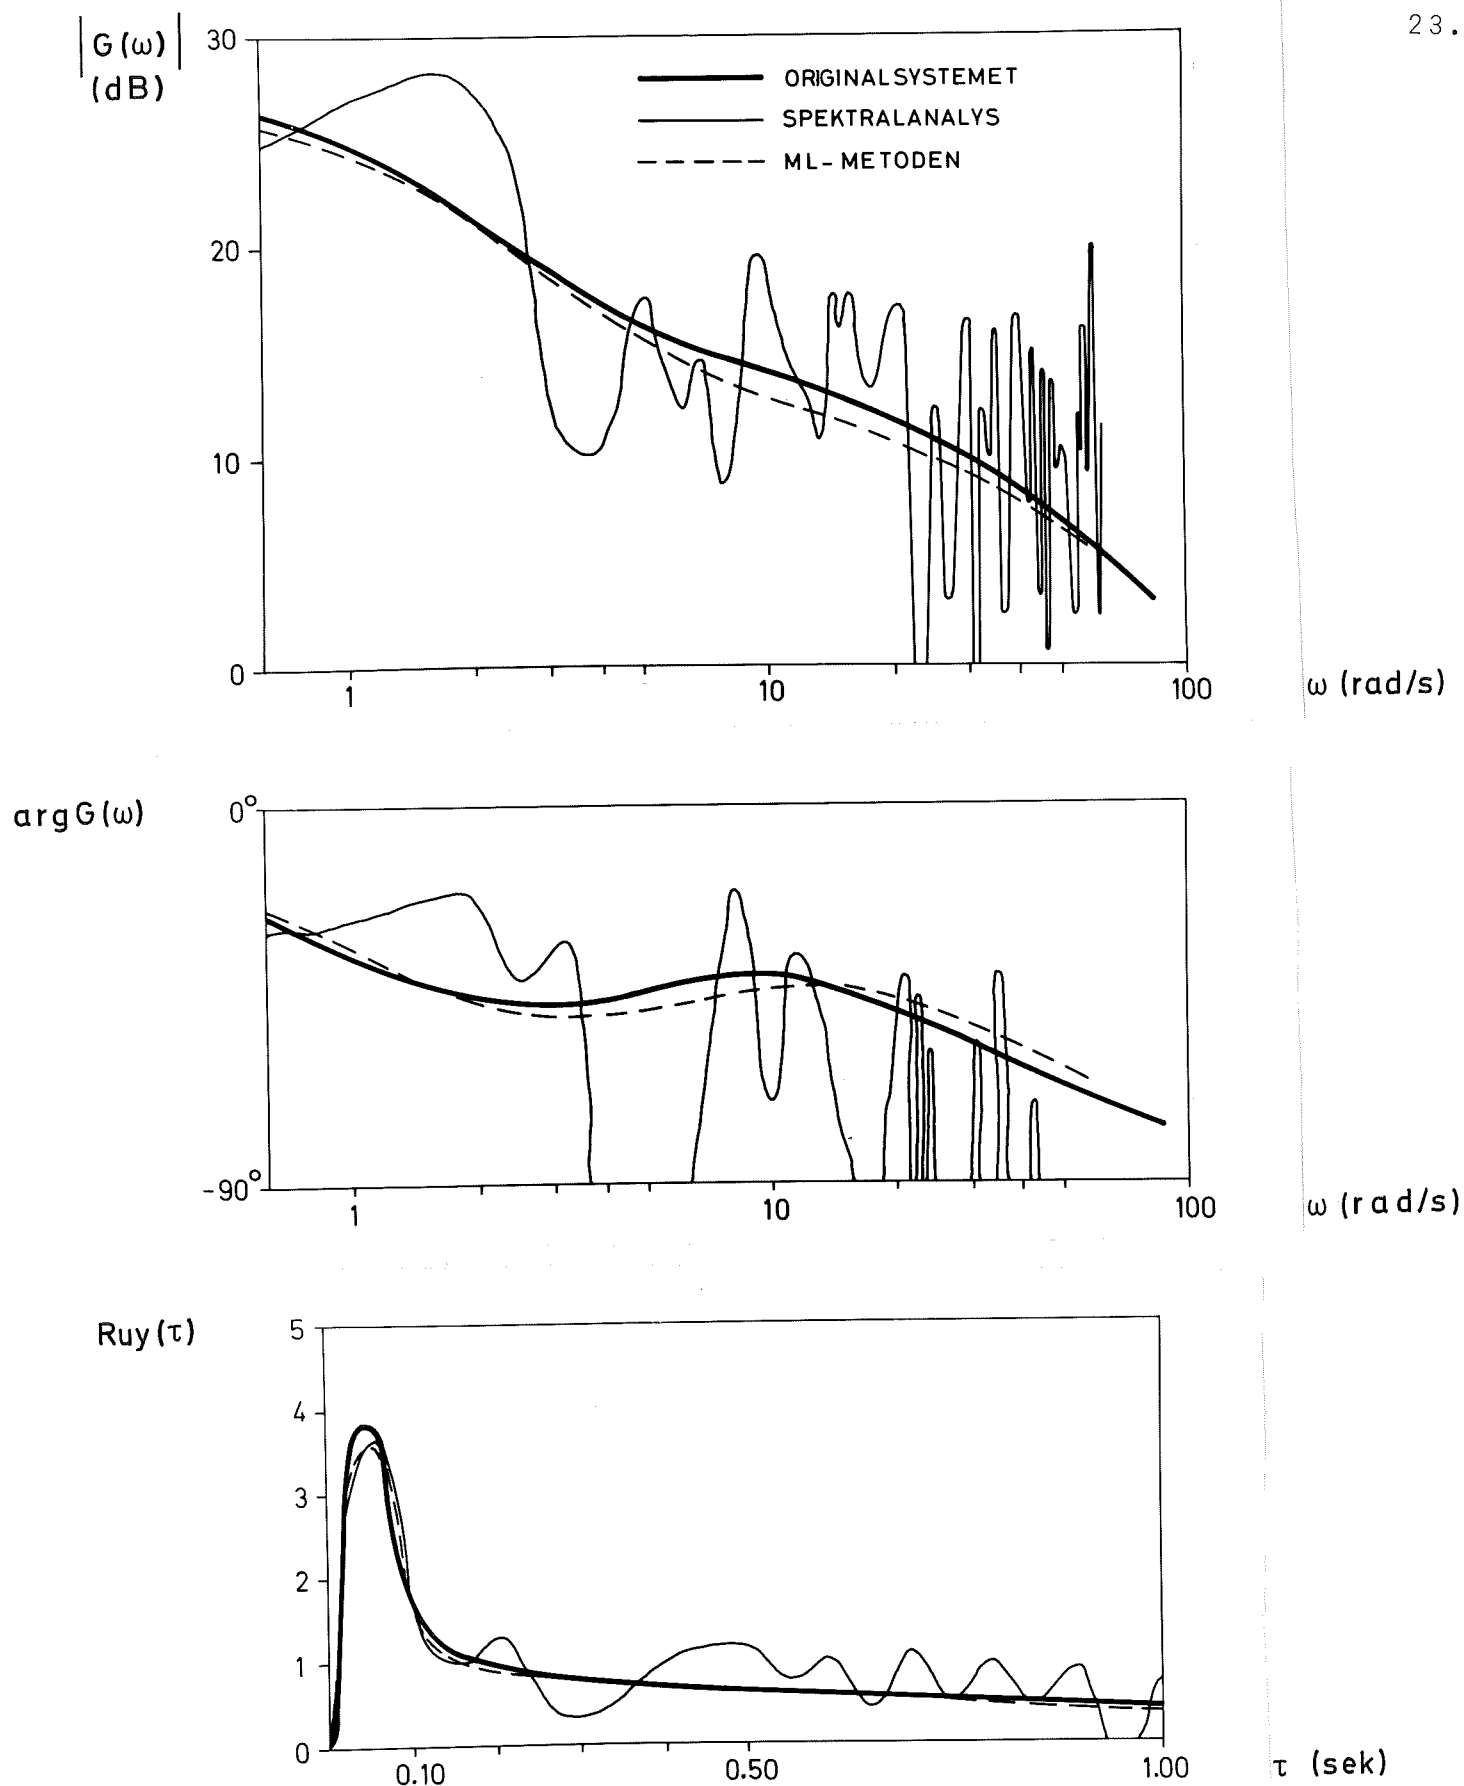 23.
|G(ω)|
(dB)
30
20
10
0
ORIGINALSYSTEMET
SPEKTRALANALYS
ML-METODEN
1
10
100
ω (rad/s)
arg G(ω)
0°
-90°
1
10
100
ω (rad/s)
Ruy(τ)
5
4
3
2
1
0
0.10
0.50
1.00
τ (sek)